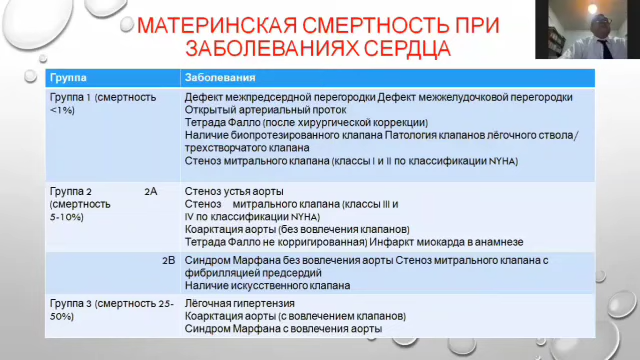 МАТЕРИНСКАЯ СМЕРТНОСТЬ ПРИ
ЗАБОЛЕВАНИЯХ СЕРДЦА
Группа Заболевания
Группа 1 (смертность
<1%)
Дефект межпредсердной перегородки Дефект межжелудочковой перегородки
Открытый артериальный проток
Тетрада Фалло (после хирургической коррекции)
Наличие биопротезированного клапана Патология клапанов лёгочного ствола/
трехстворчатого клапана
Стеноз митрального клапана (классы I и II по классификации NYHA)
Группа 2 2А
(смертность
5-10%)
Стеноз устья аорты
Стеноз митрального клапана (классы III и
IV по классификации NYHA)
Коарктация аорты (без вовлечения клапанов)
Тетрада Фалло не корригированная) Инфаркт миокарда в анамнезе
2В
Синдром Марфана без вовлечения аорты Стеноз митрального клапана с
фибрилляцией предсердий
Наличие искусственного клапана
Группа 3 (смертность 25-
50%)
Лёгочная гипертензия
Коарктация аорты (с вовлечением клапанов)
Синдром Марфана с вовлечением аорты